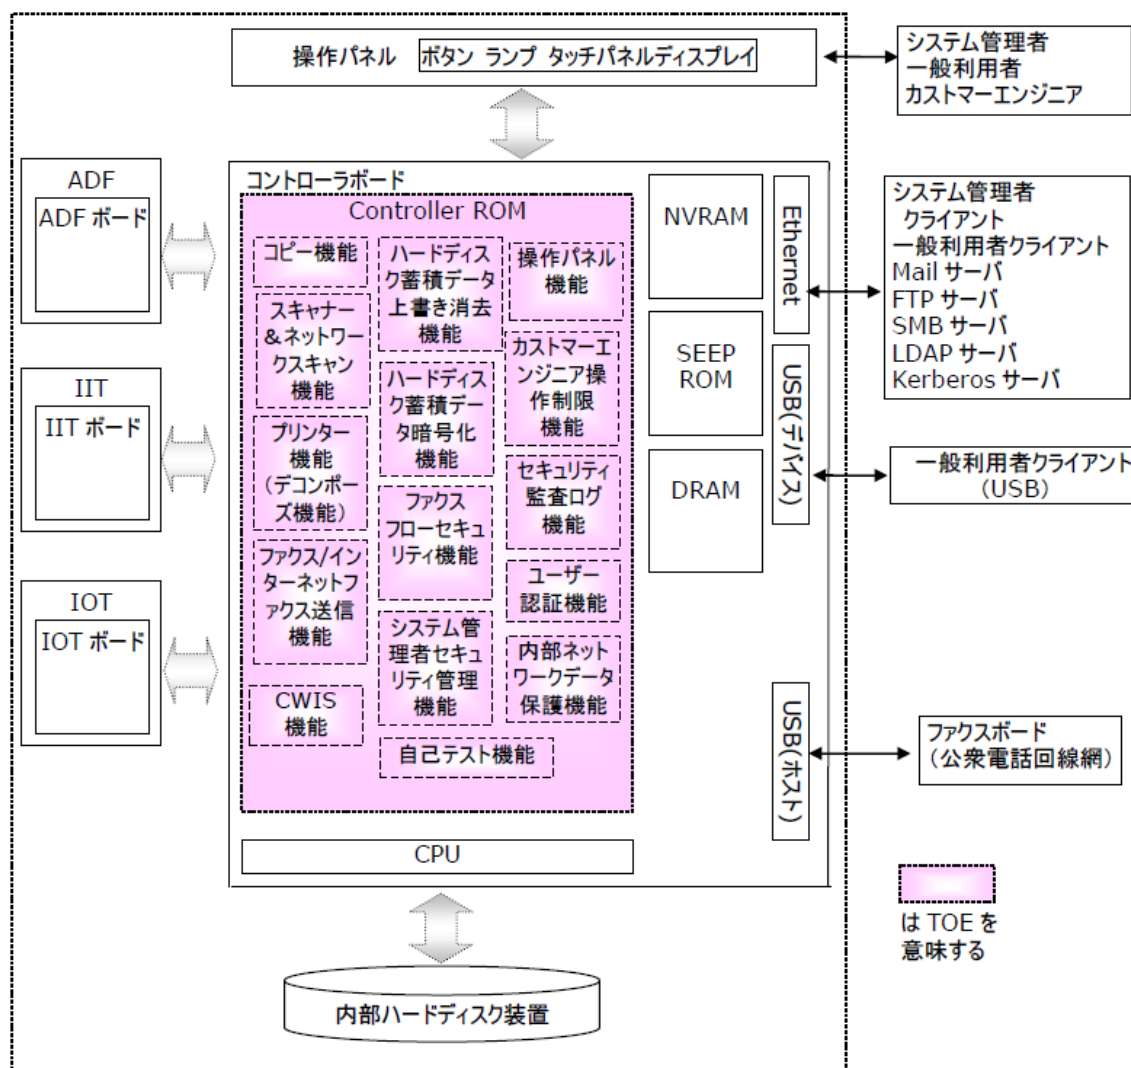 操作パネル
ボタン ランプ タッチパネルディスプレイ
システム管理者
一般利用者
カストマーエンジニア
ADF
ADF ボード
IIT
IIT ボード
IOT
IOT ボード
コントローラボード
Controller ROM
コピー機能
スキャナー
&ネットワー
クスキャン
機能
プリンター
機能
(デコンポー
ズ機能)
ファクス/イン
ターネットフ
ァクス送信
機能
CWIS
機能
ハードディス
ク蓄積データ
上書き消去
機能
ハードディス
ク蓄積デー
タ暗号化
機能
ファクス
フローセキュ
リティ機能
システム管
理者セキュ
リティ管理
機能
自己テスト機能
操作パネル
機能
カストマーエ
ンジニア操
作制限
機能
セキュリティ
監査ログ
機能
ユーザー
認証機能
内部ネット
ワークデータ
保護機能
NVRAM
SEEP
ROM
DRAM
CPU
Ethernet
USB(デバイス)
USB(ホスト)
システム管理者
クライアント
一般利用者クライアント
Mail サーバ
FTP サーバ
SMB サーバ
LDAP サーバ
Kerberos サーバ
一般利用者クライアント
(USB)
ファクスボード
(公衆電話回線網)
は TOE を
意味する
内部ハードディスク装置